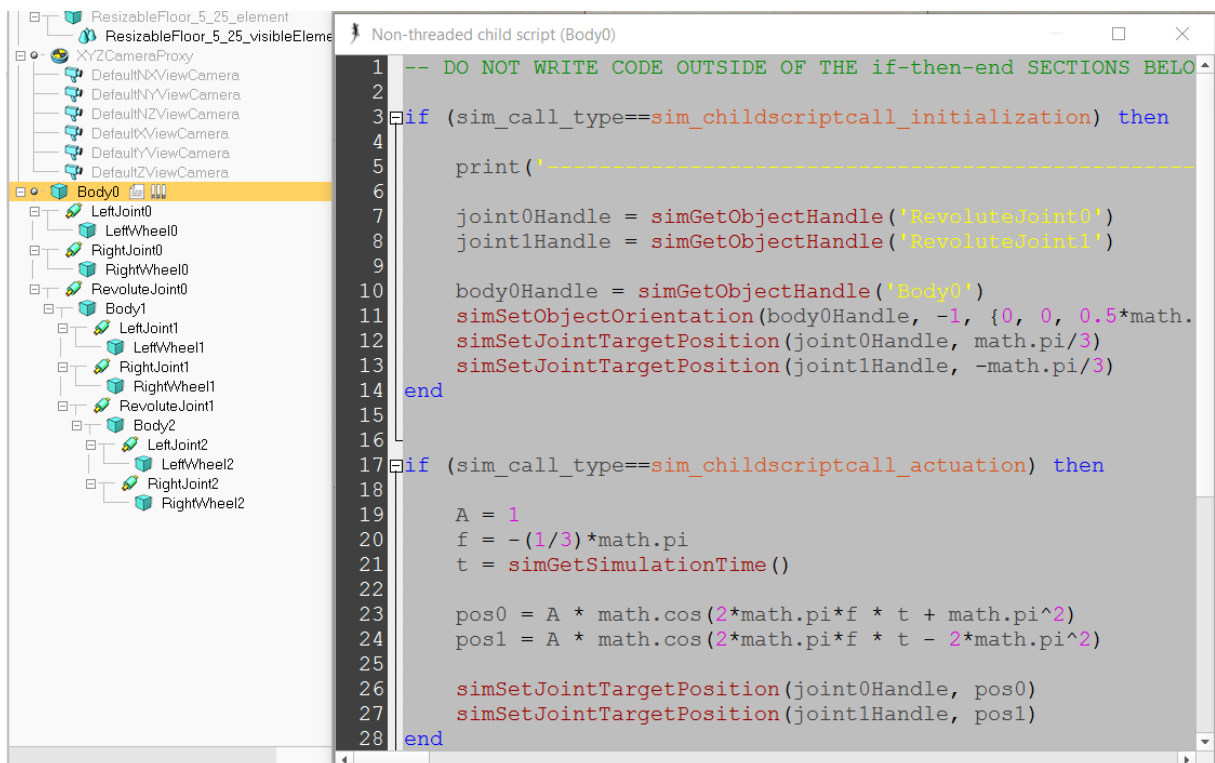 ResizableFloor_5_25_element
ResizableFloor_5_25_visibleEleme
XYZCameraProxy
DefaultNXViewCamera
DefaultNYViewCamera
DefaultNZViewCamera
DefaultXViewCamera
DefaultYViewCamera
DefaultZViewCamera
Body0
LeftJoint0
LeftWheel0
RightJoint0
RightWheel0
RevoluteJoint0
Body1
LeftJoint1
LeftWheel1
RightJoint1
RightWheel1
RevoluteJoint1
Body2
LeftJoint2
LeftWheel2
RightJoint2
RightWheel2
Non-threaded child script (Body0)
1 -- DO NOT WRITE CODE OUTSIDE OF THE if-then-end SECTIONS BELO
2
3 if (sim_call_type==sim_childscriptcall_initialization) then
4
5 print('--------------------------------------------------
6
7 joint0Handle = simGetObjectHandle('RevoluteJoint0')
8 joint1Handle = simGetObjectHandle('RevoluteJoint1')
9
10 body0Handle = simGetObjectHandle('Body0')
11 simSetObjectOrientation(body0Handle, -1, {0, 0, 0.5*math.
12 simSetJointTargetPosition(joint0Handle, math.pi/3)
13 simSetJointTargetPosition(joint1Handle, -math.pi/3)
14 end
15
16
17 if (sim_call_type==sim_childscriptcall_actuation) then
18
19 A = 1
20 f = -(1/3)*math.pi
21 t = simGetSimulationTime()
22
23 pos0 = A * math.cos(2*math.pi*f * t + math.pi^2)
24 pos1 = A * math.cos(2*math.pi*f * t - 2*math.pi^2)
25
26 simSetJointTargetPosition(joint0Handle, pos0)
27 simSetJointTargetPosition(joint1Handle, pos1)
28 end